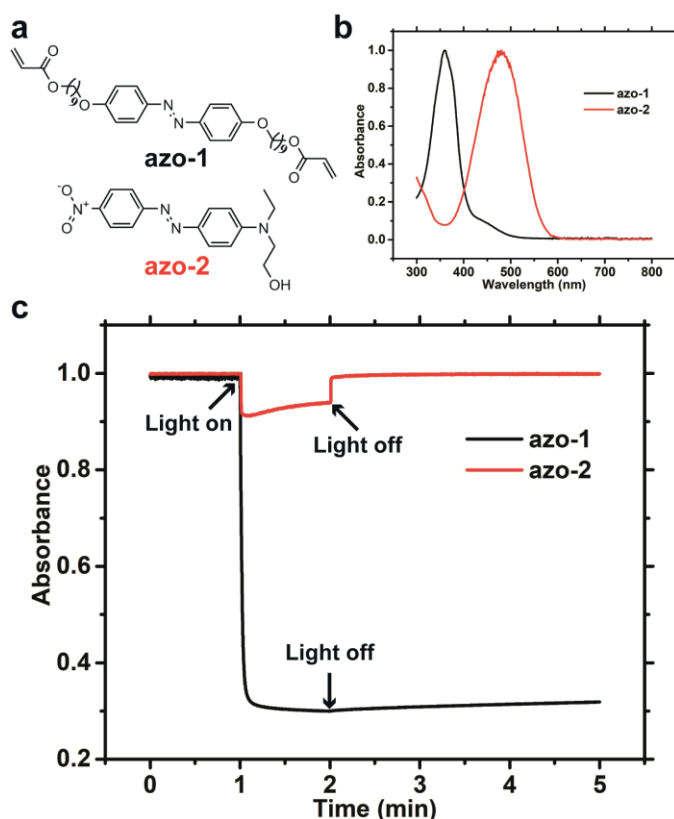 a
O
O
9
O
N
N
O
9
O
O
azo-1
-O
N+
O
N
N
N
OH
azo-2
b
1.0
0.8
0.6
0.4
0.2
0.0
Absorbance
azo-1
azo-2
300 400 500 600 700 800
Wavelength (nm)
c
1.0
0.8
0.6
0.4
0.2
Absorbance
Light on
Light off
azo-1
azo-2
Light off
0 1 2 3 4 5
Time (min)